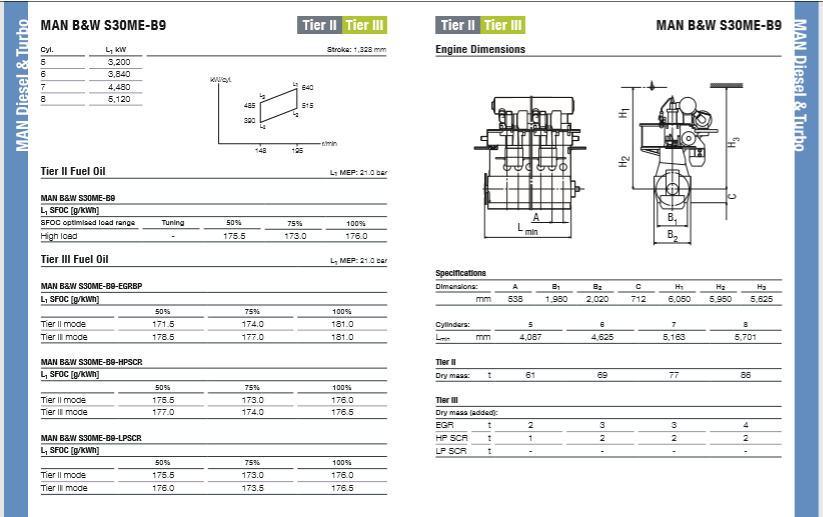 MAN Diesel & Turbo
MAN B&W S30ME-B9
Tier II Tier III
Cyl. L1 kW
Stroke: 1,328 mm
5 3,200
6 3,840
7 4,480
8 5,120
kW/cyl.
L1 640
L3 485
L2 515
L4 390
148 195 r/min
Tier II Fuel Oil
L1 MEP: 21.0 bar
MAN B&W S30ME-B9
L1 SFOC [g/kWh]
SFOC optimised load range Tuning 50% 75% 100%
High load - 175.5 173.0 176.0
Tier III Fuel Oil
L1 MEP: 21.0 bar
MAN B&W S30ME-B9-EGRBP
L1 SFOC [g/kWh]
50% 75% 100%
Tier II mode 171.5 174.0 181.0
Tier III mode 178.5 177.0 181.0
MAN B&W S30ME-B9-HPSCR
L1 SFOC [g/kWh]
50% 75% 100%
Tier II mode 175.5 173.0 176.0
Tier III mode 177.0 174.0 176.5
MAN B&W S30ME-B9-LPSCR
L1 SFOC [g/kWh]
50% 75% 100%
Tier II mode 175.5 173.0 176.0
Tier III mode 176.0 173.5 176.5
Tier II Tier III
MAN B&W S30ME-B9
Engine Dimensions
H1
H3
H2
C
A
B1
L min
B2
Specifications
Dimensions: A B1 B2 C H1 H2 H3
mm 538 1,980 2,020 712 6,050 5,950 5,625
Cylinders: 5 6 7 8
Lmin mm 4,087 4,625 5,163 5,701
Tier II
Dry mass: t 61 69 77 86
Tier III
Dry mass (added):
EGR t 2 3 3 4
HP SCR t 1 2 2 2
LP SCR t - - - -
MAN Diesel & Turbo